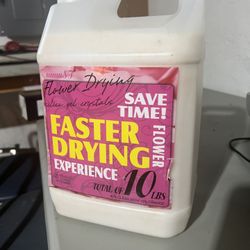 Flower Drying
silica gel crystals
SAVE
TIME!
FASTER
DRYING
FLOWER
EXPERIENCE
TOTAL OF 10 LBS